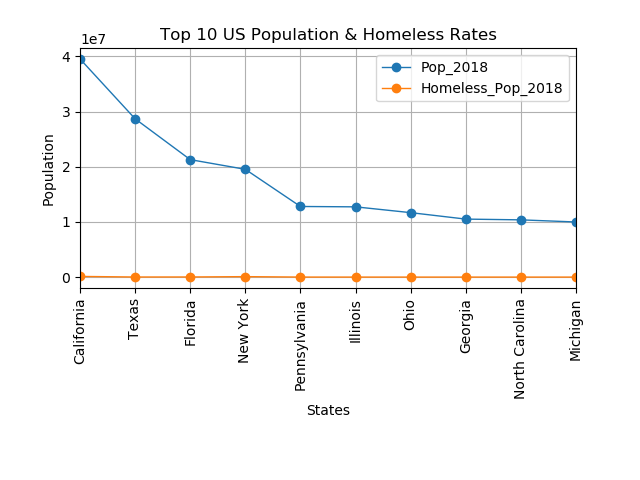 Top 10 US Population & Homeless Rates
1e7
4
3
2
1
0
Population
Pop_2018
Homeless_Pop_2018
California
Texas
Florida
New York
Pennsylvania
Illinois
Ohio
Georgia
North Carolina
Michigan
States